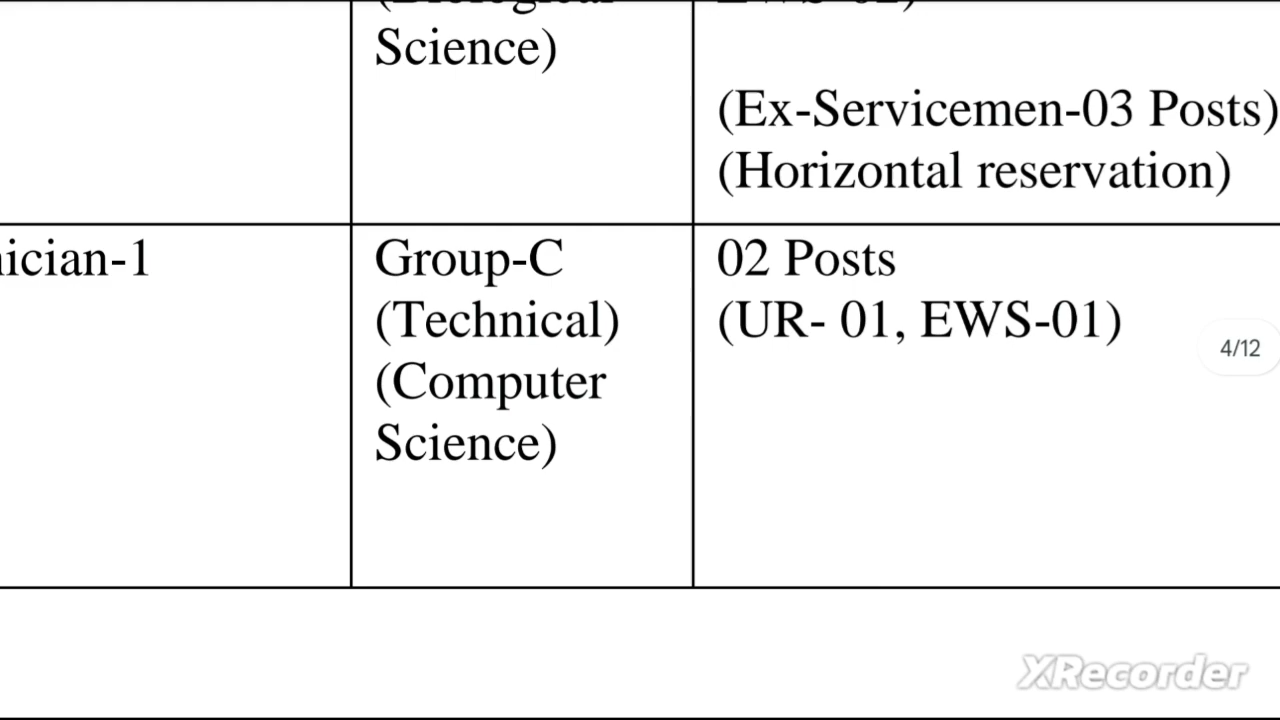 Science)
(Ex-Servicemen-03 Posts)
(Horizontal reservation)
ician-1
Group-C
(Technical)
(Computer
Science)
02 Posts
(UR- 01, EWS-01)
4/12
XRecorder